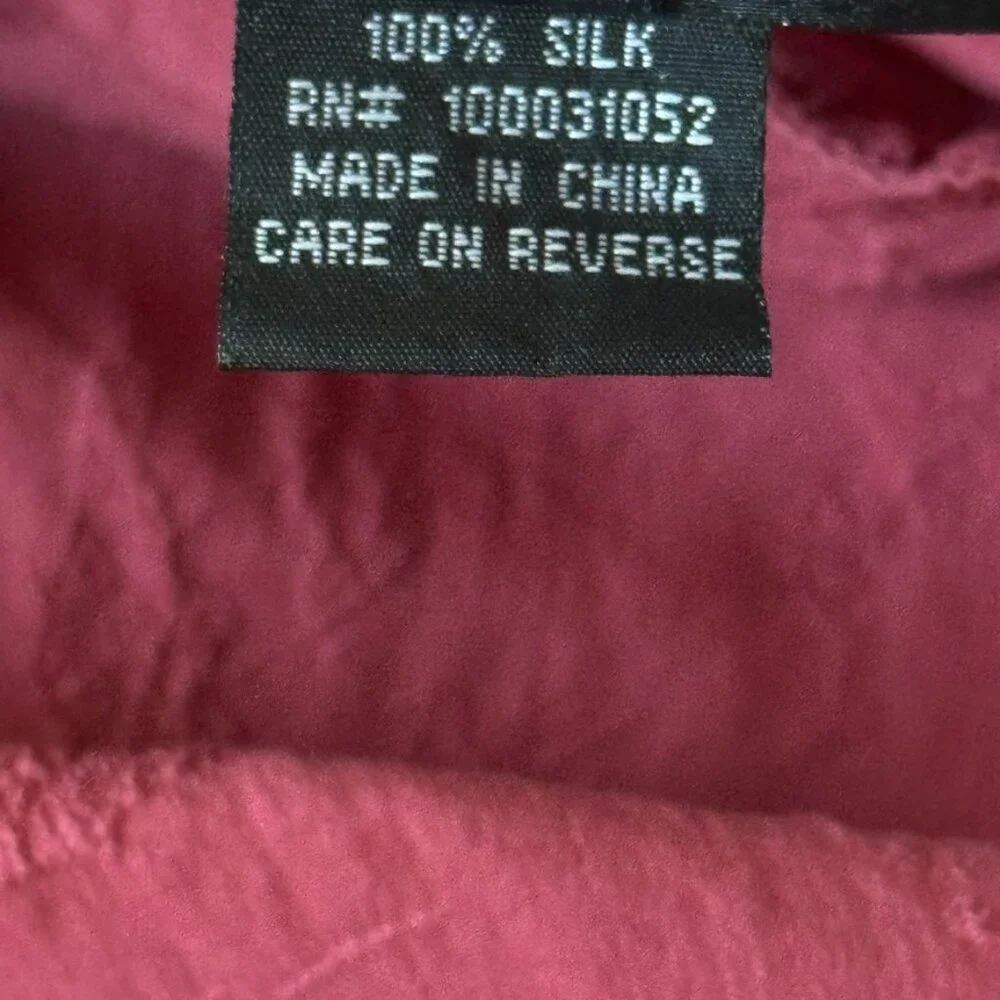 100% SILK
RN# 100031052
MADE IN CHINA
CARE ON REVERSE